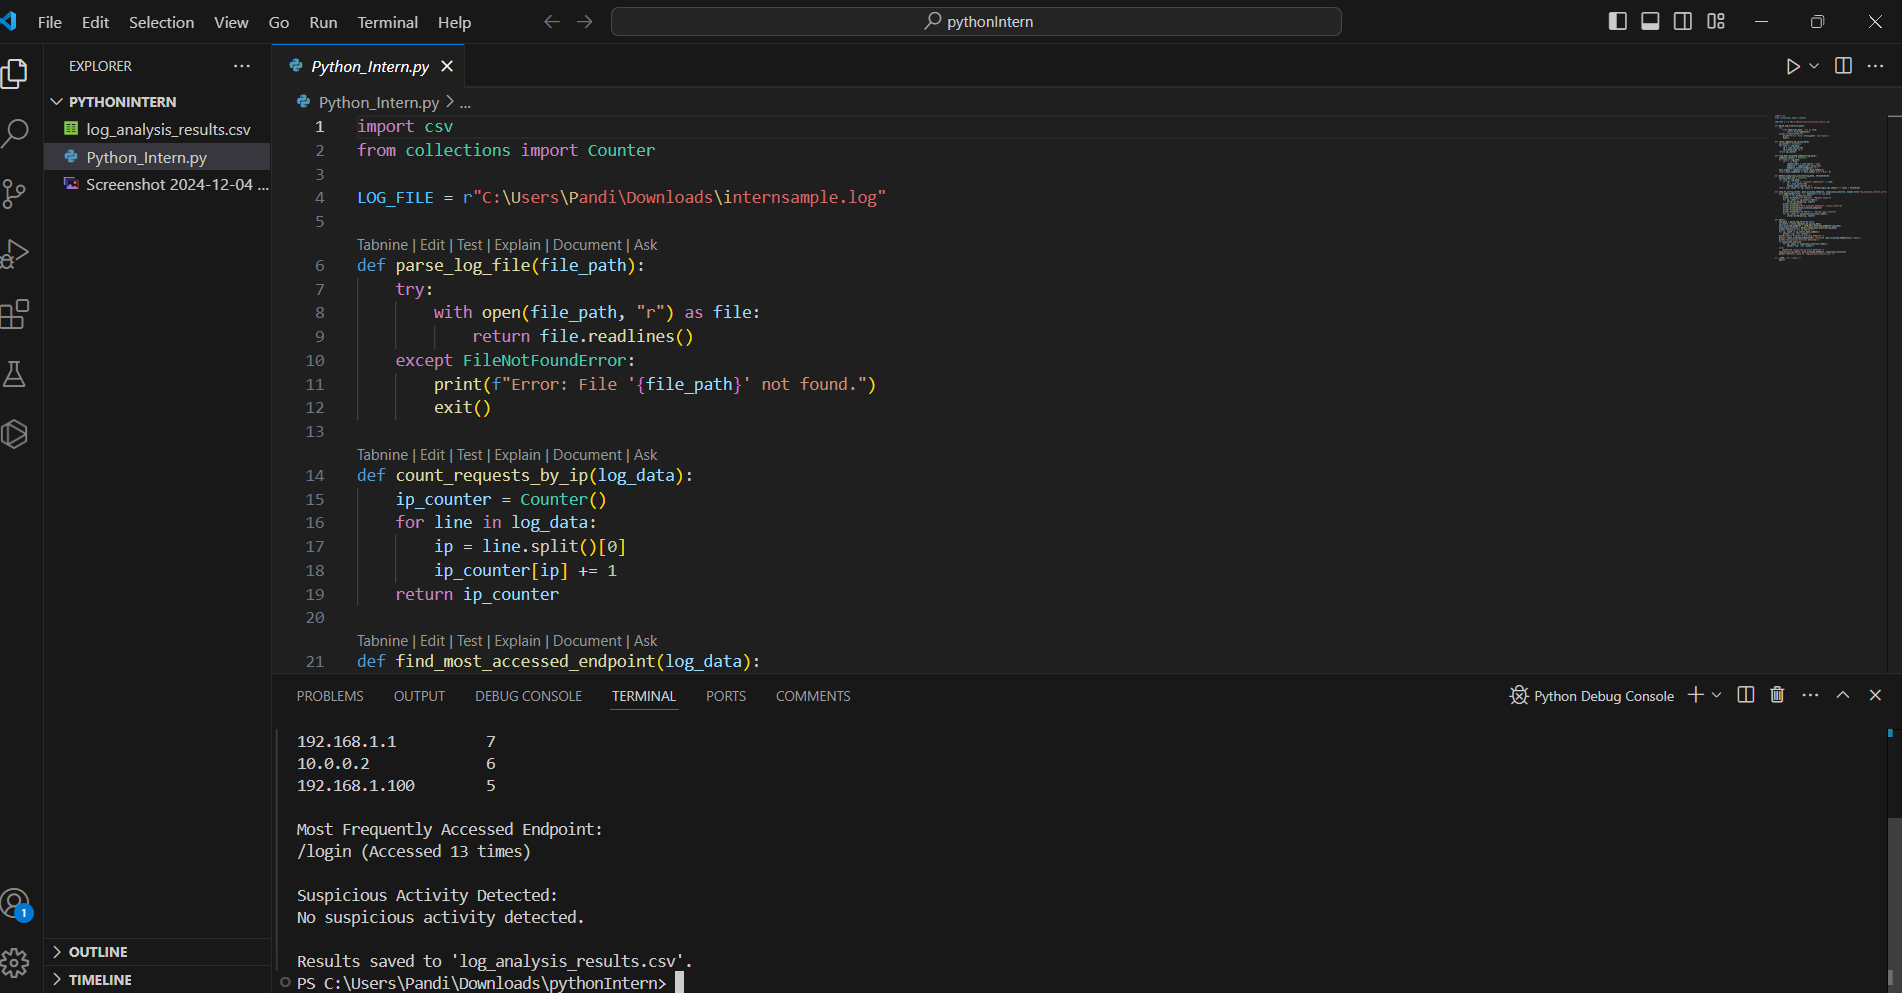 File Edit Selection View Go Run Terminal Help
pythonIntern
EXPLORER
Python_Intern.py
PYTHONINTERN
log_analysis_results.csv
Python_Intern.py
Screenshot 2024-12-04 ...
Python_Intern.py > ...
1 import csv
2 from collections import Counter
3
4 LOG_FILE = r"C:\Users\Pandi\Downloads\internsample.log"
5
Tabnine | Edit | Test | Explain | Document | Ask
6 def parse_log_file(file_path):
7 try:
8 with open(file_path, "r") as file:
9 return file.readlines()
10 except FileNotFoundError:
11 print(f"Error: File '{file_path}' not found.")
12 exit()
13
Tabnine | Edit | Test | Explain | Document | Ask
14 def count_requests_by_ip(log_data):
15 ip_counter = Counter()
16 for line in log_data:
17 ip = line.split()[0]
18 ip_counter[ip] += 1
19 return ip_counter
20
Tabnine | Edit | Test | Explain | Document | Ask
21 def find_most_accessed_endpoint(log_data):
PROBLEMS OUTPUT DEBUG CONSOLE TERMINAL PORTS COMMENTS
Python Debug Console
192.168.1.1 7
10.0.0.2 6
192.168.1.100 5
Most Frequently Accessed Endpoint:
/login (Accessed 13 times)
Suspicious Activity Detected:
No suspicious activity detected.
Results saved to 'log_analysis_results.csv'.
PS C:\Users\Pandi\Downloads\pythonIntern>
1
OUTLINE
TIMELINE